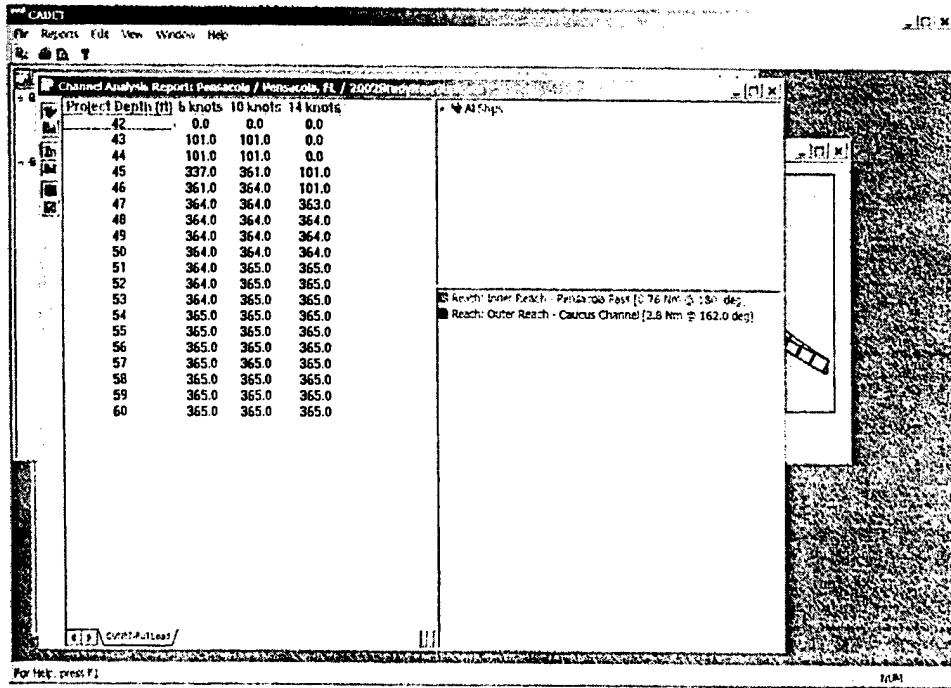 CADET
File Reports Edit View Window Help
Channel Analysis Report: Pensacola / Pensacola, FL /
Project Depth (ft) 6 knots 10 knots 14 knots
42 0.0 0.0 0.0
43 101.0 101.0 0.0
44 101.0 101.0 0.0
45 337.0 361.0 101.0
46 361.0 364.0 101.0
47 364.0 364.0 363.0
48 364.0 364.0 364.0
49 364.0 364.0 364.0
50 364.0 364.0 364.0
51 364.0 365.0 365.0
52 364.0 365.0 365.0
53 364.0 365.0 365.0
54 365.0 365.0 365.0
55 365.0 365.0 365.0
56 365.0 365.0 365.0
57 365.0 365.0 365.0
58 365.0 365.0 365.0
59 365.0 365.0 365.0
60 365.0 365.0 365.0
All Ships
Reach: Inner Reach - Pensacola Pass [0.76 Nm @ 180 deg]
Reach: Outer Reach - Caucus Channel [2.8 Nm @ 162.0 deg]
For Help, press F1
NUM